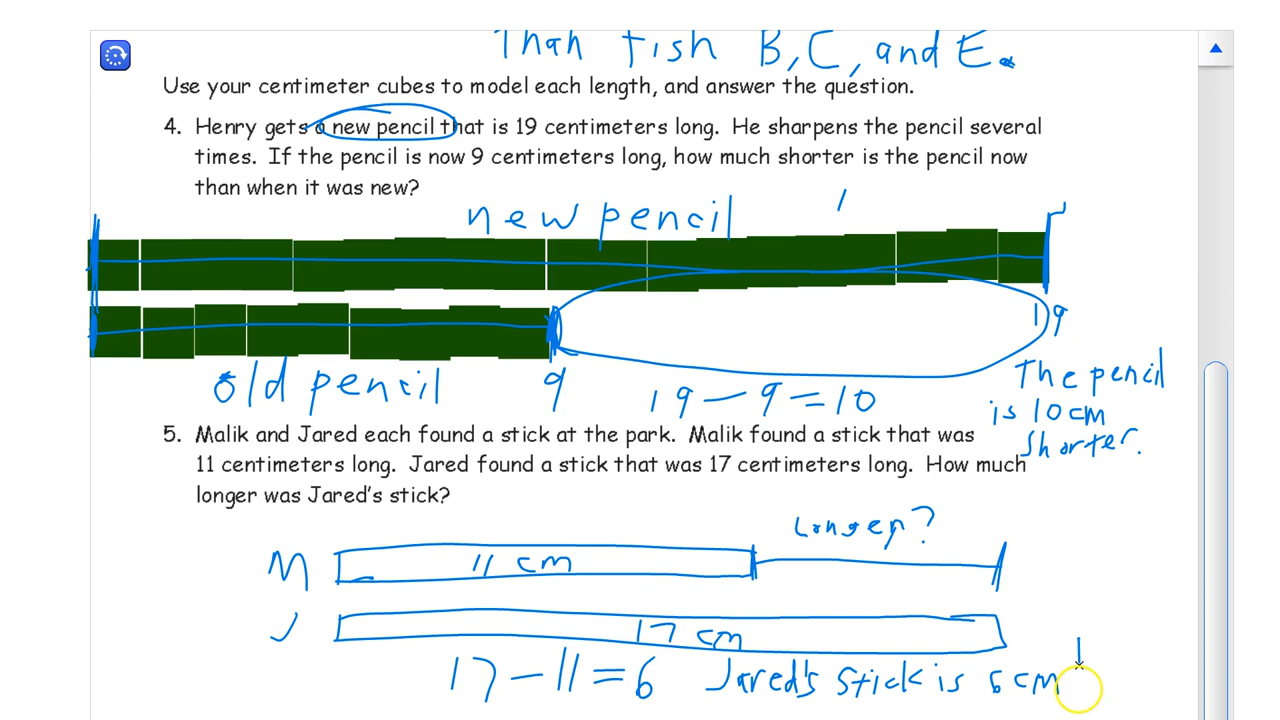 Than fish B, C, and E.
Use your centimeter cubes to model each length, and answer the question.
4. Henry gets a new pencil that is 19 centimeters long. He sharpens the pencil several
times. If the pencil is now 9 centimeters long, how much shorter is the pencil now
than when it was new?
new pencil
19
old pencil
9
19 - 9 = 10
The pencil
is 10 cm
shorter.
5. Malik and Jared each found a stick at the park. Malik found a stick that was
11 centimeters long. Jared found a stick that was 17 centimeters long. How much
longer was Jared's stick?
Longer?
M 11 cm
J 17 cm
17 - 11 = 6 Jared's stick is 6 cm l